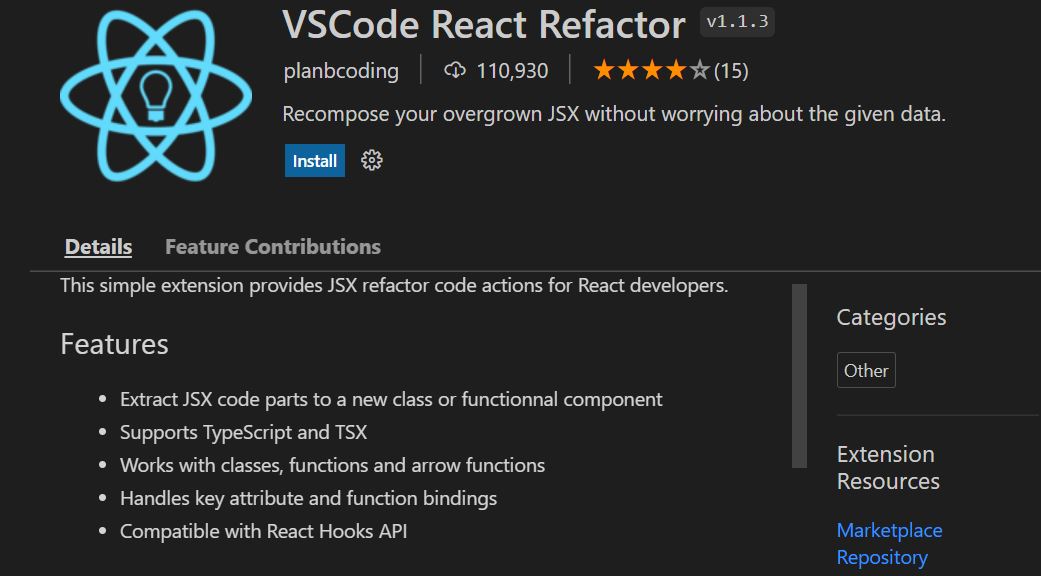 VSCode React Refactor v1.1.3
planbcoding 110,930 (15)
Recompose your overgrown JSX without worrying about the given data.
Install
Details Feature Contributions
This simple extension provides JSX refactor code actions for React developers.
Features
Extract JSX code parts to a new class or functionnal component
Supports TypeScript and TSX
Works with classes, functions and arrow functions
Handles key attribute and function bindings
Compatible with React Hooks API
Categories
Other
Extension
Resources
Marketplace
Repository